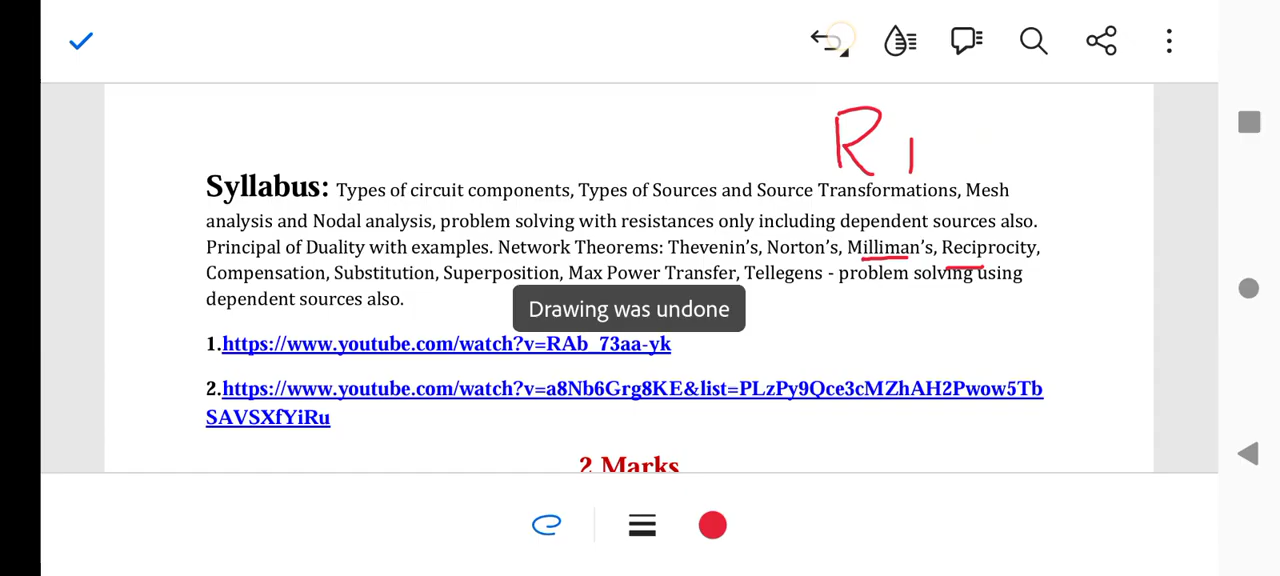 R 1
Syllabus: Types of circuit components, Types of Sources and Source Transformations, Mesh
analysis and Nodal analysis, problem solving with resistances only including dependent sources also.
Principal of Duality with examples. Network Theorems: Thevenin’s, Norton’s, Milliman’s, Reciprocity,
Compensation, Substitution, Superposition, Max Power Transfer, Tellegens - problem solving using
dependent sources also.
Drawing was undone
1.https://www.youtube.com/watch?v=RAb_73aa-yk
2.https://www.youtube.com/watch?v=a8Nb6Grg8KE&list=PLzPy9Qce3cMZhAH2Pwow5Tb
SAVSXfYiRu
2 Marks